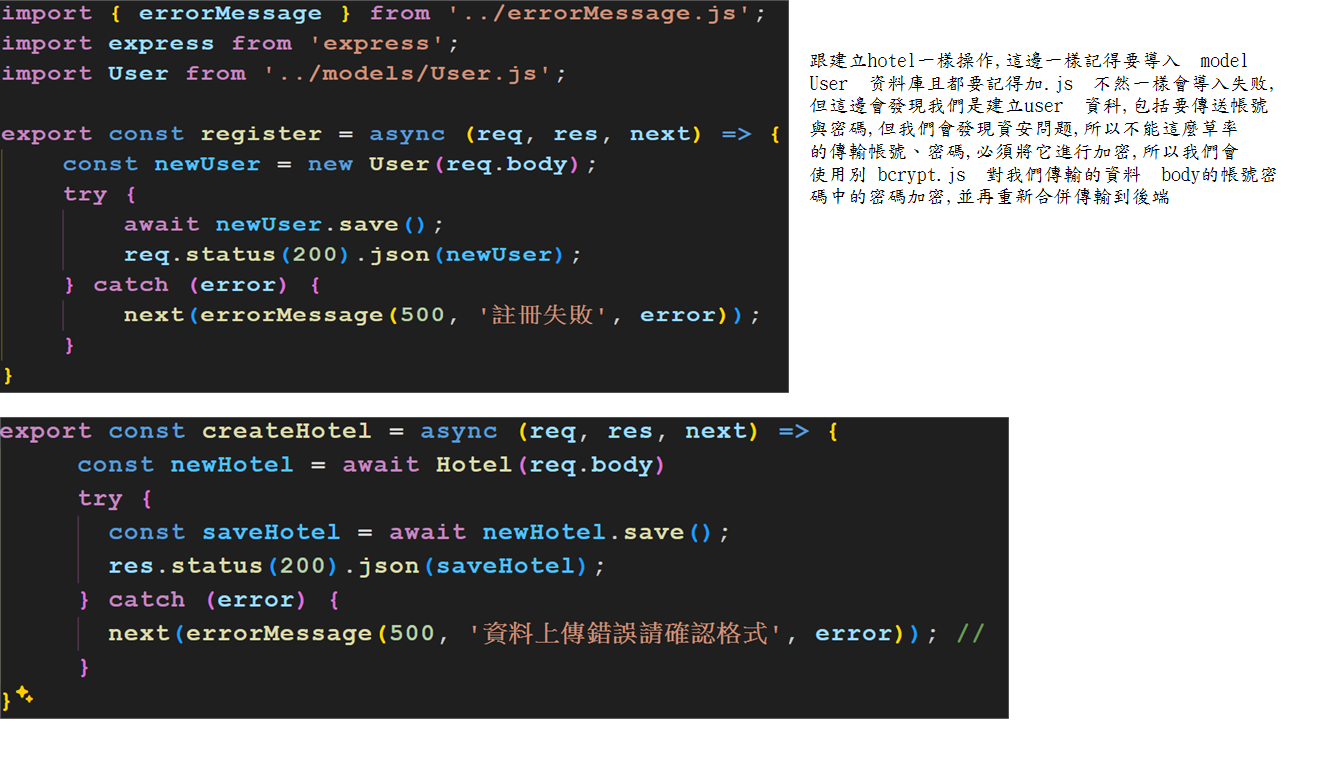 import { errorMessage } from '../errorMessage.js';
import express from 'express';
import User from '../models/User.js';
export const register = async (req, res, next) => {
const newUser = new User(req.body);
try {
await newUser.save();
req.status(200).json(newUser);
} catch (error) {
next(errorMessage(500, '註冊失敗', error));
}
}
跟建立hotel一樣操作,這邊一樣記得要導入 model
User 资料庫且都要記得加.js 不然一樣會導入失敗,
但這邊會發現我們是建立user 資料,包括要傳送帳號
與密碼,但我們會發現資安問題,所以不能這麼草率
的傳輸帳號、密碼,必須將它進行加密,所以我們會
使用別 bcrypt.js 對我們傳輸的資料 body的帳號密
碼中的密碼加密,並再重新合併傳輸到後端
export const createHotel = async (req, res, next) => {
const newHotel = await Hotel(req.body)
try {
const saveHotel = await newHotel.save();
res.status(200).json(saveHotel);
} catch (error) {
next(errorMessage(500, '資料上傳錯誤請確認格式', error)); //
}
}